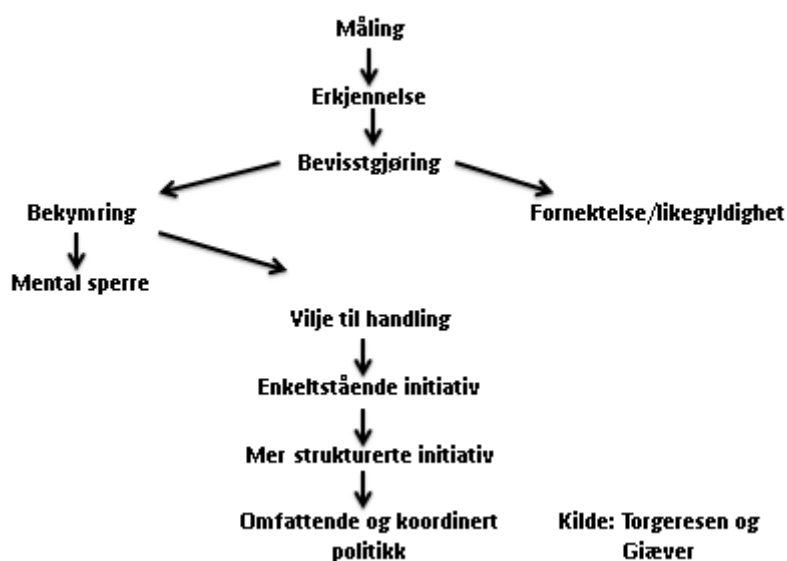 Måling
Erkjennelse
Bevisstgjøring
Bekymring
Fornektelse/likegyldighet
Mental sperre
Vilje til handling
Enkeltstående initiativ
Mer strukturerte initiativ
Omfattende og koordinert
politikk
Kilde: Torgeresen og
Giæver